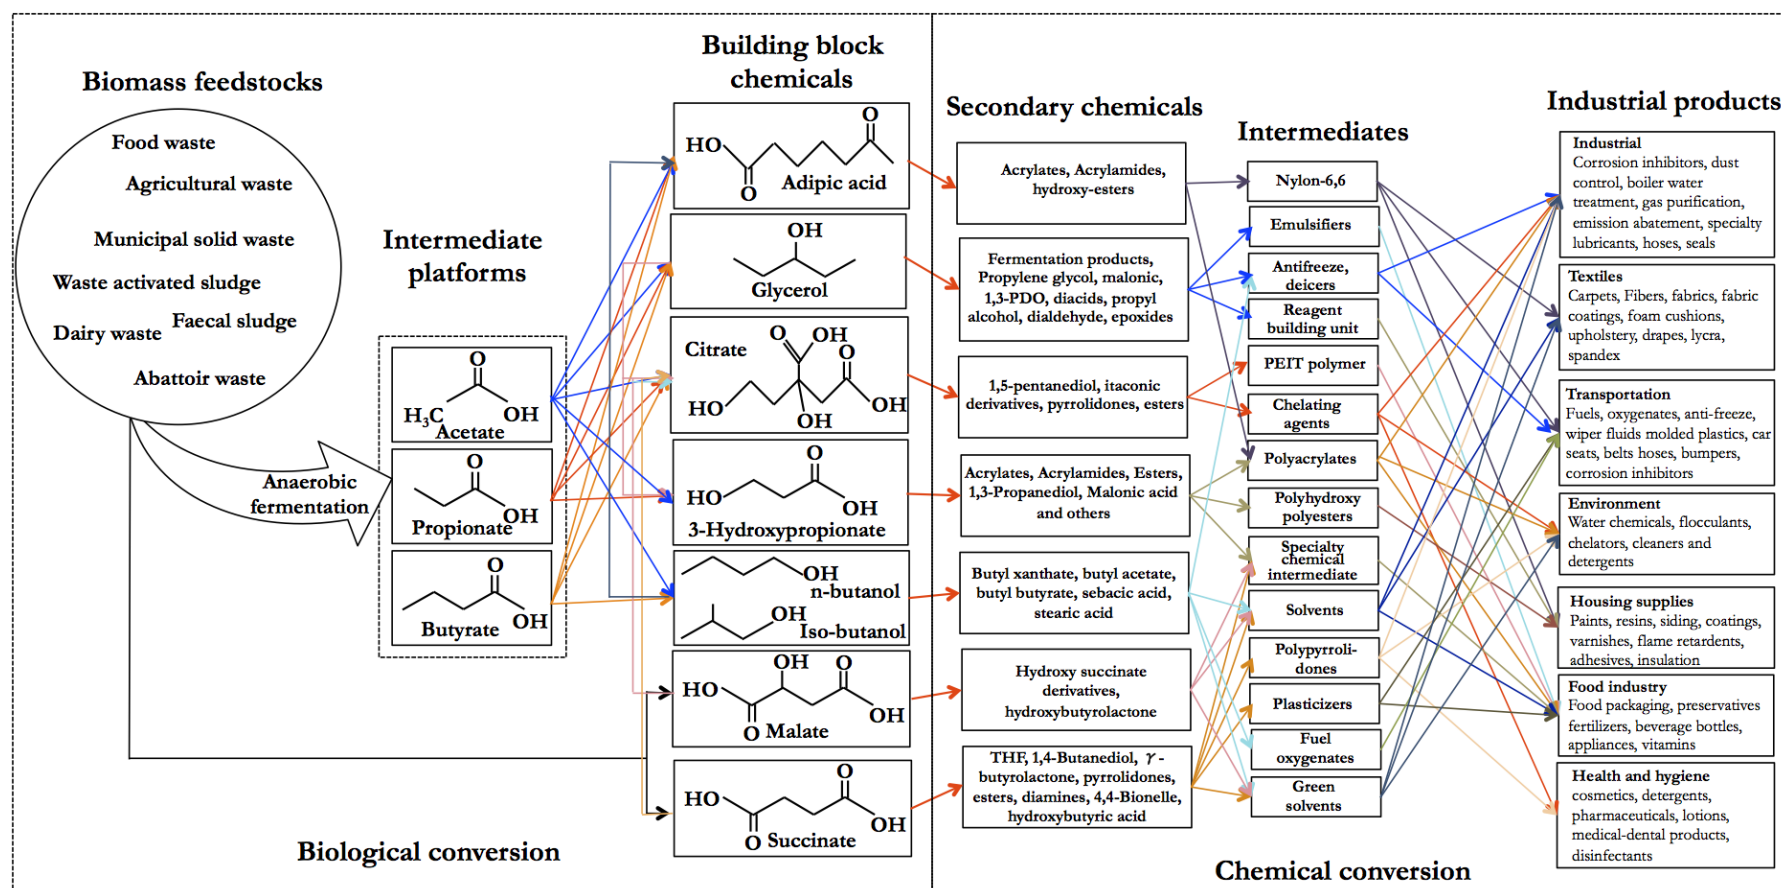 Biomass feedstocks
Food waste
Agricultural waste
Municipal solid waste
Waste activated sludge
Faecal sludge
Dairy waste
Abattoir waste
Anaerobic
fermentation
Intermediate
platforms
O
H₃C
OH
Acetate
O
OH
Propionate
O
OH
Butyrate
Building block
chemicals
O
HO
O
Adipic acid
OH
Glycerol
Citrate
O
OH
O
HO
OH
OH
O
HO
OH
3-Hydroxypropionate
OH
n-butanol
OH
Iso-butanol
OH
O
HO
O
OH
Malate
O
HO
O
OH
Succinate
Biological conversion
Secondary chemicals
Acrylates, Acrylamides,
hydroxy-esters
Fermentation products,
Propylene glycol, malonic,
1,3-PDO, diacids, propyl
alcohol, dialdehyde, epoxides
1,5-pentanediol, itaconic
derivatives, pyrrolidones, esters
Acrylates, Acrylamides, Esters,
1,3-Propanediol, Malonic acid
and others
Butyl xanthate, butyl acetate,
butyl butyrate, sebacic acid,
stearic acid
Hydroxy succinate
derivatives,
hydroxybutyrolactone
THF, 1,4-Butanediol, γ -
butyrolactone, pyrrolidones,
esters, diamines, 4,4-Bionelle,
hydroxybutyric acid
Intermediates
Nylon-6,6
Emulsifiers
Antifreeze,
deicers
Reagent
building unit
PEIT polymer
Chelating
agents
Polyacrylates
Polyhydroxy
polyesters
Specialty
chemical
intermediate
Solvents
Polypyrroli-
dones
Plasticizers
Fuel
oxygenates
Green
solvents
Industrial products
Industrial
Corrosion inhibitors, dust
control, boiler water
treatment, gas purification,
emission abatement, specialty
lubricants, hoses, seals
Textiles
Carpets, Fibers, fabrics, fabric
coatings, foam cushions,
upholstery, drapes, lycra,
spandex
Transportation
Fuels, oxygenates, anti-freeze,
wiper fluids molded plastics, car
seats, belts hoses, bumpers,
corrosion inhibitors
Environment
Water chemicals, flocculants,
chelators, cleaners and
detergents
Housing supplies
Paints, resins, siding, coatings,
varnishes, flame retardents,
adhesives, insulation
Food industry
Food packaging, preservatives
fertilizers, beverage bottles,
appliances, vitamins
Health and hygiene
cosmetics, detergents,
pharmaceuticals, lotions,
medical-dental products,
disinfectants
Chemical conversion